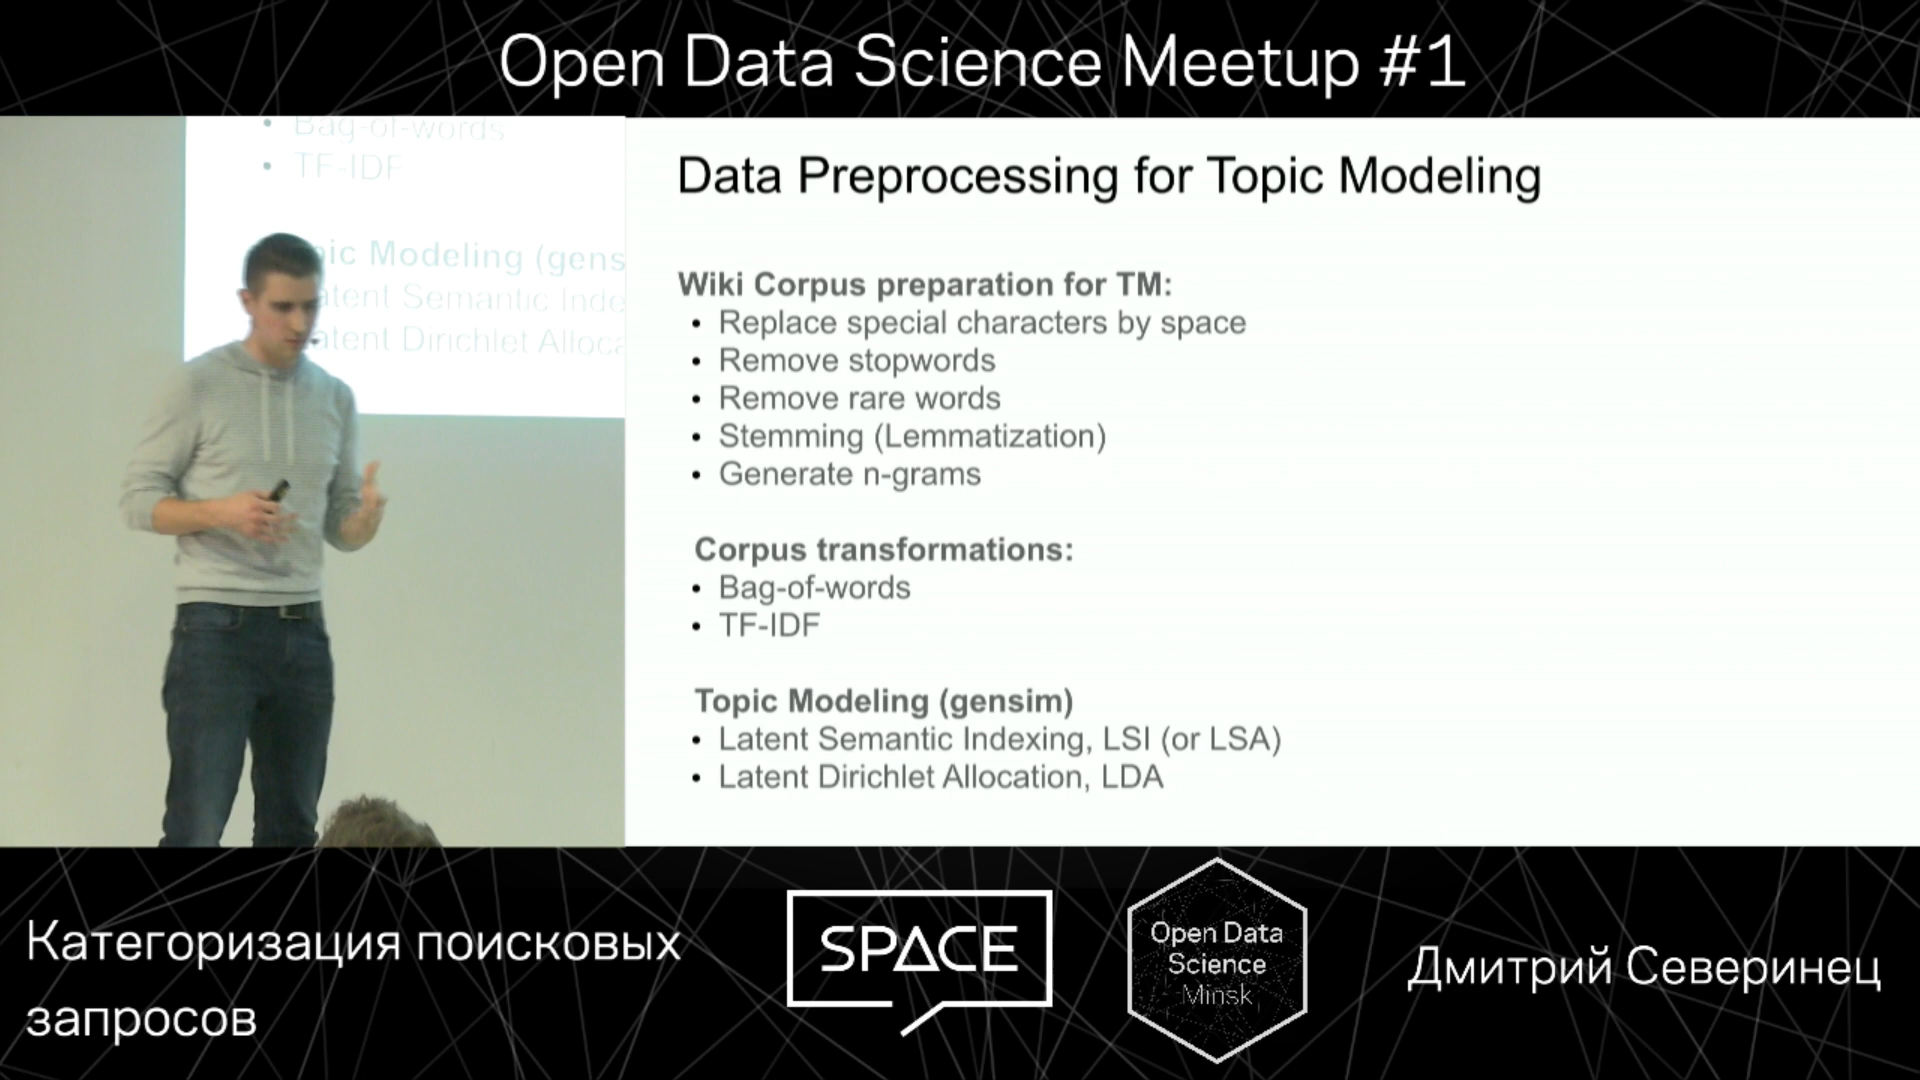 Open Data Science Meetup #1
Bag-of-words
TF-IDF
pic Modeling (gens
atent Semantic Inde
atent Dirichlet Alloca
Data Preprocessing for Topic Modeling
Wiki Corpus preparation for TM:
• Replace special characters by space
• Remove stopwords
• Remove rare words
• Stemming (Lemmatization)
• Generate n-grams
Corpus transformations:
• Bag-of-words
• TF-IDF
Topic Modeling (gensim)
• Latent Semantic Indexing, LSI (or LSA)
• Latent Dirichlet Allocation, LDA
Категоризация поисковых
запросов
SPACE
Open Data
Science
Minsk
Дмитрий Северинец